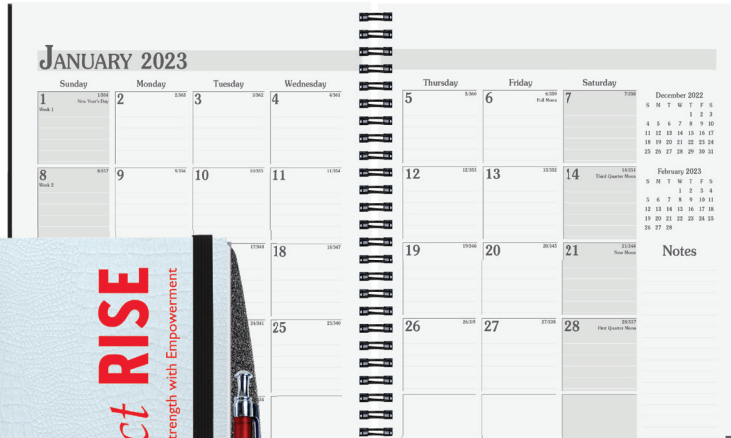 JANUARY 2023
Sunday Monday Tuesday Wednesday Thursday Friday Saturday
1 1/364 New Year's Day
Week 1
2 2/363
3 3/362
4 4/361
5 5/360
6 6/359 Full Moon
7 7/358
8 8/357
Week 2
9 9/356
10 10/355
11 11/354
12 12/353
13 13/352
14 14/351 Third Quarter Moon
17/348
18 18/347
19 19/346
20 20/345
21 21/344 New Moon
24/341
25 25/340
26 26/339
27 27/338
28 28/337 First Quarter Moon
December 2022
S M T W T F S
1 2 3
4 5 6 7 8 9 10
11 12 13 14 15 16 17
18 19 20 21 22 23 24
25 26 27 28 29 30 31
February 2023
S M T W T F S
1 2 3 4
5 6 7 8 9 10 11
12 13 14 15 16 17 18
19 20 21 22 23 24 25
26 27 28
Notes
RISE
trength with Empowerment